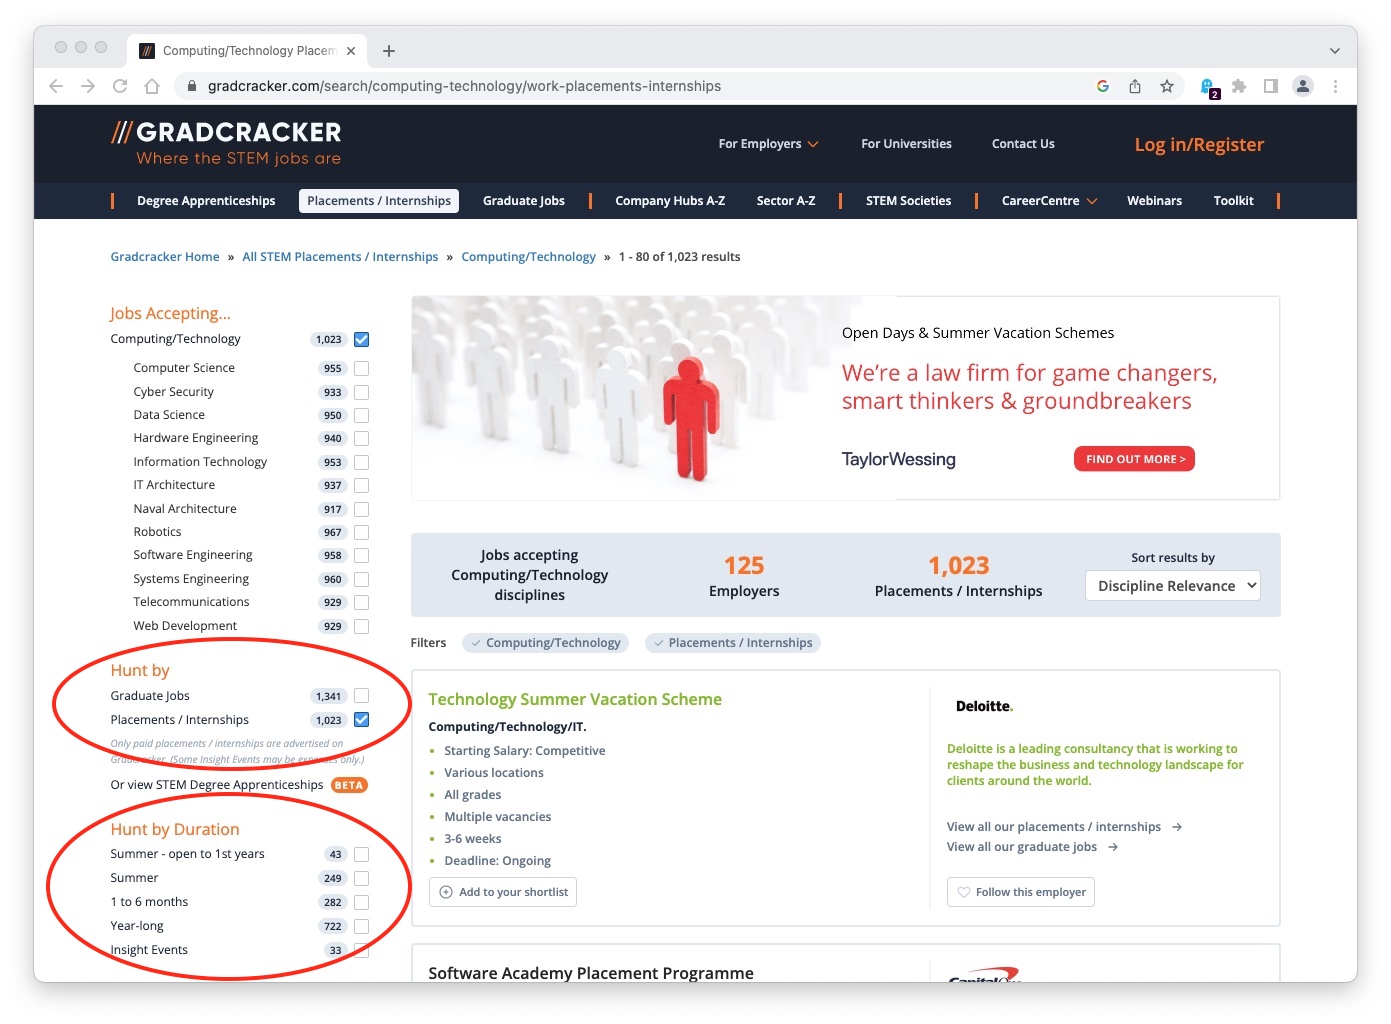 Computing/Technology Placem
gradcracker.com/search/computing-technology/work-placements-internships
2
GRADCRACKER
Where the STEM jobs are
For Employers
For Universities
Contact Us
Log in/Register
Degree Apprenticeships
Placements / Internships
Graduate Jobs
Company Hubs A-Z
Sector A-Z
STEM Societies
CareerCentre
Webinars
Toolkit
Gradcracker Home » All STEM Placements / Internships » Computing/Technology » 1 - 80 of 1,023 results
Jobs Accepting...
Computing/Technology 1,023
Computer Science 955
Cyber Security 933
Data Science 950
Hardware Engineering 940
Information Technology 953
IT Architecture 937
Naval Architecture 917
Robotics 967
Software Engineering 958
Systems Engineering 960
Telecommunications 929
Web Development 929
Hunt by
Graduate Jobs 1,341
Placements / Internships 1,023
Only paid placements / internships are advertised on
Gradcracker. (Some Insight Events may be expenses only.)
Or view STEM Degree Apprenticeships BETA
Hunt by Duration
Summer - open to 1st years 43
Summer 249
1 to 6 months 282
Year-long 722
Insight Events 33
Open Days & Summer Vacation Schemes
We're a law firm for game changers,
smart thinkers & groundbreakers
TaylorWessing
FIND OUT MORE >
Jobs accepting
Computing/Technology
disciplines
125
Employers
1,023
Placements / Internships
Sort results by
Discipline Relevance
Filters
Computing/Technology
Placements / Internships
Technology Summer Vacation Scheme
Computing/Technology/IT.
Starting Salary: Competitive
Various locations
All grades
Multiple vacancies
3-6 weeks
Deadline: Ongoing
Add to your shortlist
Deloitte.
Deloitte is a leading consultancy that is working to
reshape the business and technology landscape for
clients around the world.
View all our placements / internships
View all our graduate jobs
Follow this employer
Software Academy Placement Programme
Capital One